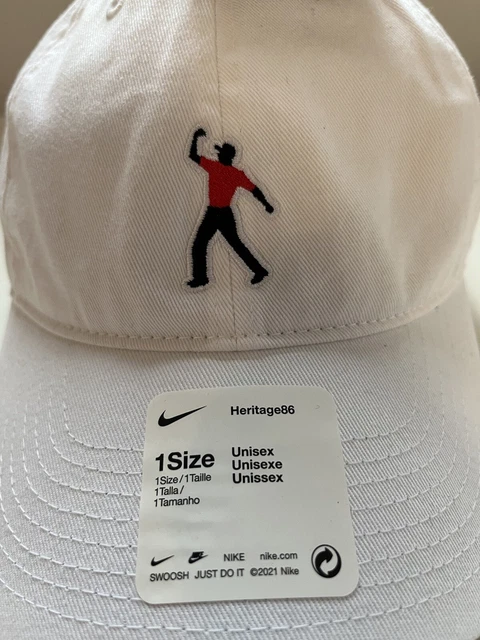 Heritage86
1Size
1Size/1Taille
1Talla/
1Tamanho
Unisex
Unisexe
Unissex
NIKE nike.com
SWOOSH JUST DO IT ©2021 Nike